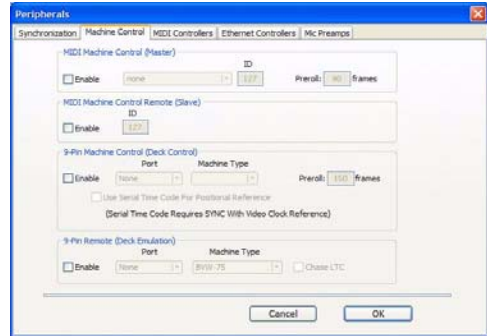 Peripherals
Synchronization Machine Control MIDI Controllers Ethernet Controllers Mic Preamps
MIDI Machine Control (Master)
ID
Enable none 127 Preroll: 90 frames
MIDI Machine Control Remote (Slave)
ID
Enable 127
9-Pin Machine Control (Deck Control)
Port Machine Type
Enable None Preroll: 150 frames
Use Serial Time Code For Positional Reference
(Serial Time Code Requires SYNC With Video Clock Reference)
9-Pin Remote (Deck Emulation)
Port Machine Type
Enable None BVW-75 Chase LTC
Cancel OK